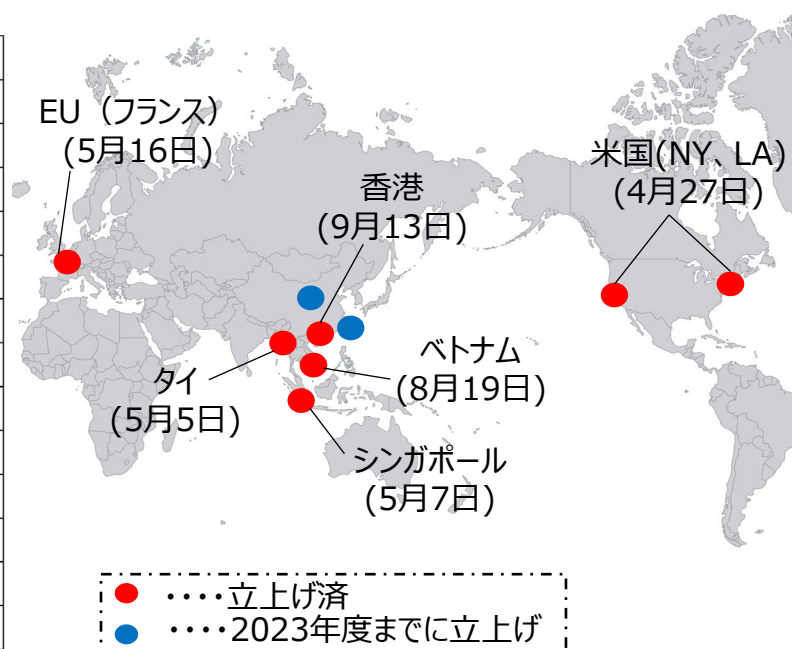 EU（フランス）
(5月16日)
米国(NY、LA)
(4月27日)
香港
(9月13日)
ベトナム
(8月19日)
タイ
(5月5日)
シンガポール
(5月7日)
････立上げ済
････2023年度までに立上げ